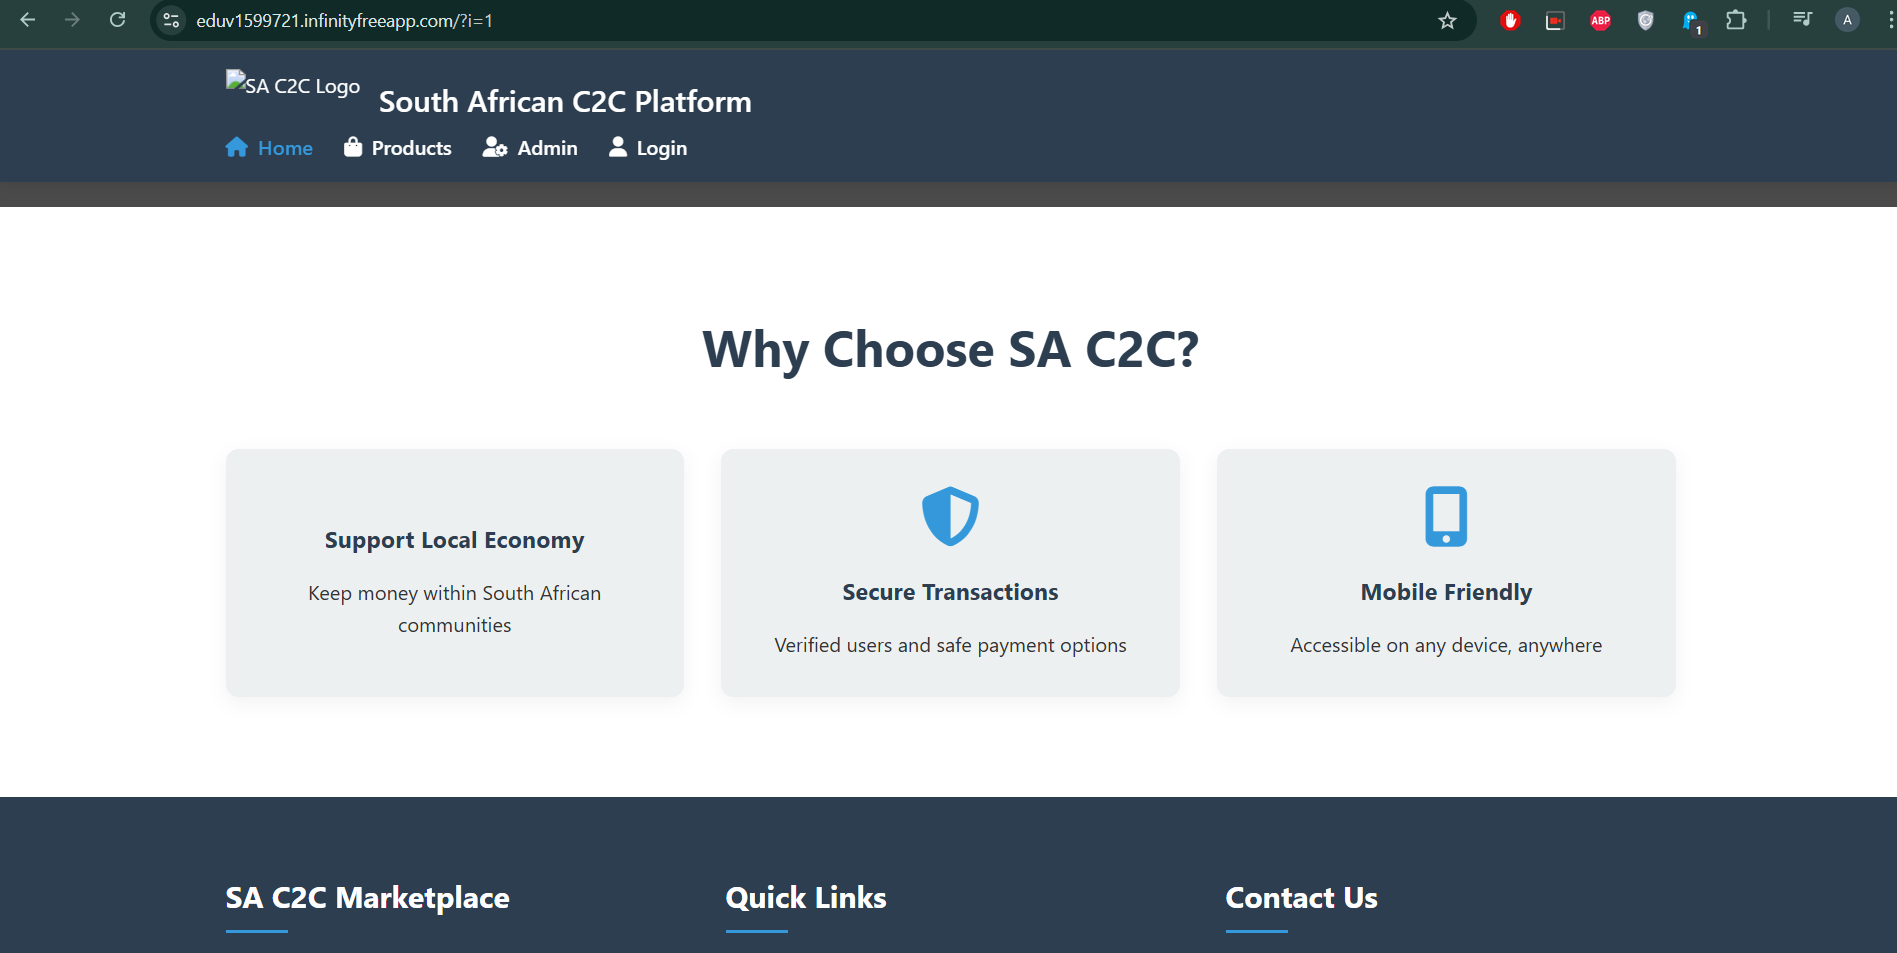 eduv1599721.infinityfreeapp.com/?i=1
ABP
1
A
SA C2C Logo
South African C2C Platform
Home
Products
Admin
Login
Why Choose SA C2C?
Support Local Economy
Keep money within South African
communities
Secure Transactions
Verified users and safe payment options
Mobile Friendly
Accessible on any device, anywhere
SA C2C Marketplace
Quick Links
Contact Us